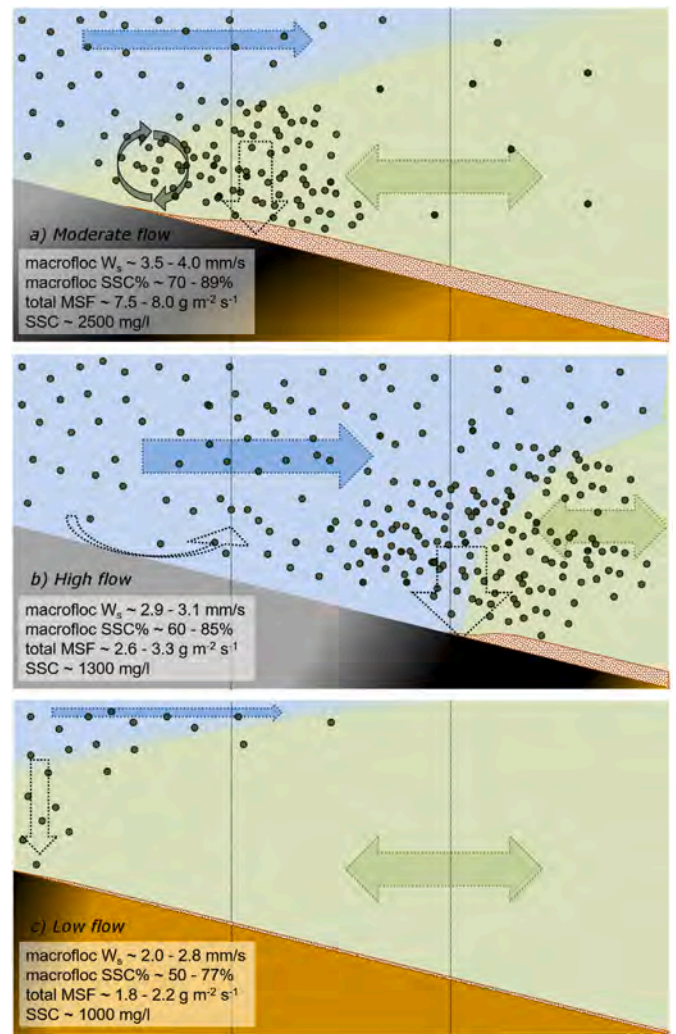 a) Moderate flow
macrofloc Ws ~ 3.5 - 4.0 mm/s
macrofloc SSC% ~ 70 - 89%
total MSF ~ 7.5 - 8.0 g m-2 s-1
SSC ~ 2500 mg/l
b) High flow
macrofloc Ws ~ 2.9 - 3.1 mm/s
macrofloc SSC% ~ 60 - 85%
total MSF ~ 2.6 - 3.3 g m-2 s-1
SSC ~ 1300 mg/l
c) Low flow
macrofloc Ws ~ 2.0 - 2.8 mm/s
macrofloc SSC% ~ 50 - 77%
total MSF ~ 1.8 - 2.2 g m-2 s-1
SSC ~ 1000 mg/l